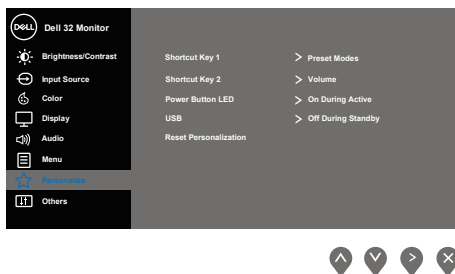 DELL Dell 32 Monitor
Brightness/Contrast
Input Source
Color
Display
Audio
Menu
Personalize
Others
Shortcut Key 1 > Preset Modes
Shortcut Key 2 > Volume
Power Button LED > On During Active
USB > Off During Standby
Reset Personalization